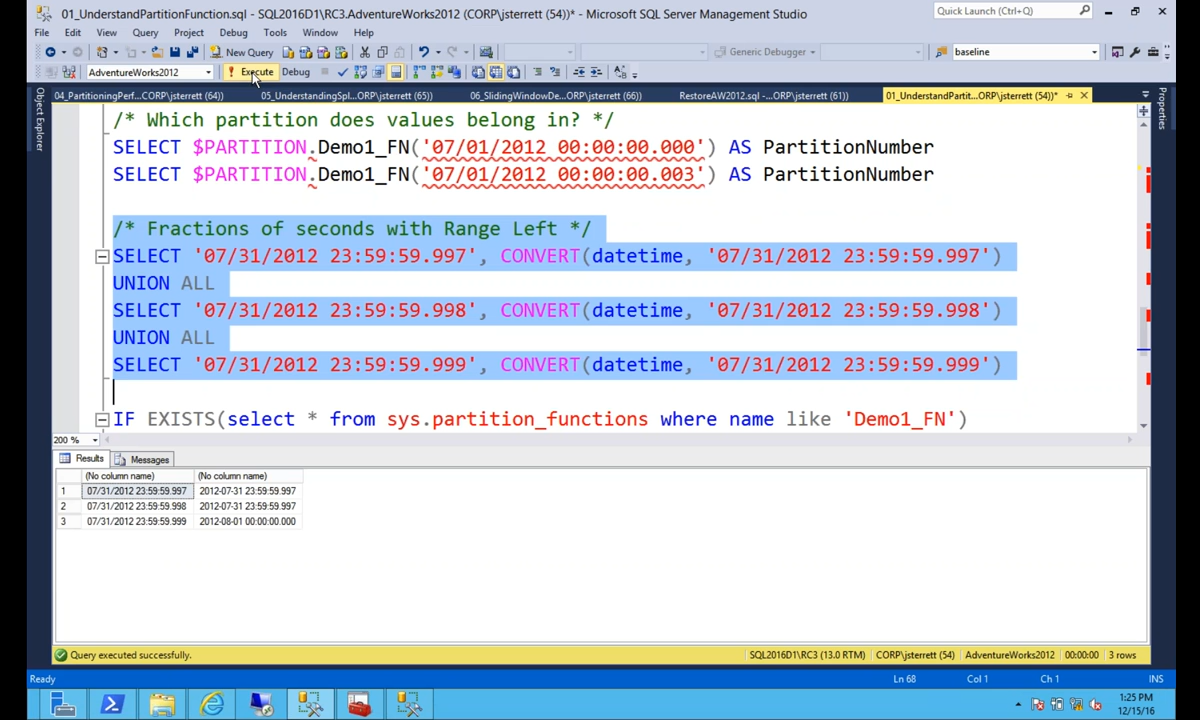 01_UnderstandPartitionFunction.sql - SQL2016D1\RC3.AdventureWorks2012 (CORP\jsterrett (54))* - Microsoft SQL Server Management Studio
Quick Launch (Ctrl+Q)
File Edit View Query Project Debug Tools Window Help
New Query
Generic Debugger
baseline
AdventureWorks2012
Execute Debug
04_PartitioningPerf...CORP\jsterrett (64)) 05_UnderstandingSpl...ORP\jsterrett (65)) 06_SlidingWindowDe...ORP\jsterrett (66)) RestoreAW2012.sql -...ORP\jsterrett (61)) 01_UnderstandPartit...ORP\jsterrett (54))*
Object Explorer
Properties
/* Which partition does values belong in? */
SELECT $PARTITION.Demo1_FN('07/01/2012 00:00:00.000') AS PartitionNumber
SELECT $PARTITION.Demo1_FN('07/01/2012 00:00:00.003') AS PartitionNumber
/* Fractions of seconds with Range Left */
SELECT '07/31/2012 23:59:59.997', CONVERT(datetime, '07/31/2012 23:59:59.997')
UNION ALL
SELECT '07/31/2012 23:59:59.998', CONVERT(datetime, '07/31/2012 23:59:59.998')
UNION ALL
SELECT '07/31/2012 23:59:59.999', CONVERT(datetime, '07/31/2012 23:59:59.999')
IF EXISTS(select * from sys.partition_functions where name like 'Demo1_FN')
200 %
Results Messages
(No column name) (No column name)
1 07/31/2012 23:59:59.997 2012-07-31 23:59:59.997
2 07/31/2012 23:59:59.998 2012-07-31 23:59:59.997
3 07/31/2012 23:59:59.999 2012-08-01 00:00:00.000
Query executed successfully.
SQL2016D1\RC3 (13.0 RTM) CORP\jsterrett (54) AdventureWorks2012 00:00:00 3 rows
Ready
Ln 68 Col 1 Ch 1 INS
1:25 PM
12/15/16